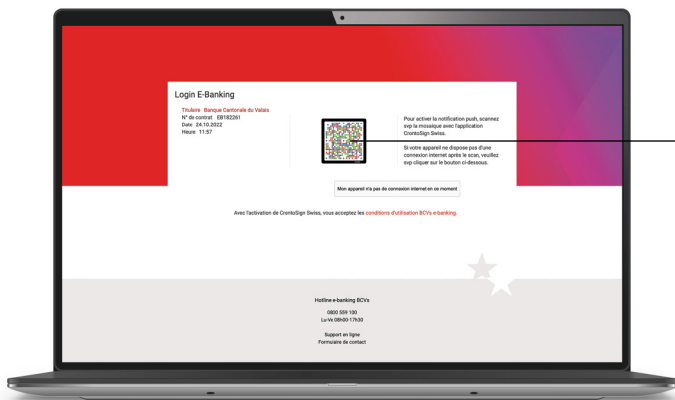 Login E-Banking
Titulaire Banque Cantonale du Valais
N° de contrat EB182261
Date 24.10.2022
Heure 11:57
Pour activer la notification push, scannez
svp la mosaïque avec l'application
CrontoSign Swiss.
Si votre appareil ne dispose pas d'une
connexion internet après le scan, veuillez
svp cliquer sur le bouton ci-dessous.
Mon appareil n'a pas de connexion internet en ce moment
Avec l'activation de CrontoSign Swiss, vous acceptez les conditions d'utilisation BCVs e-banking.
Hotline e-banking BCVs
0800 559 100
Lu-Ve 08h00-17h30
Support en ligne
Formulaire de contact